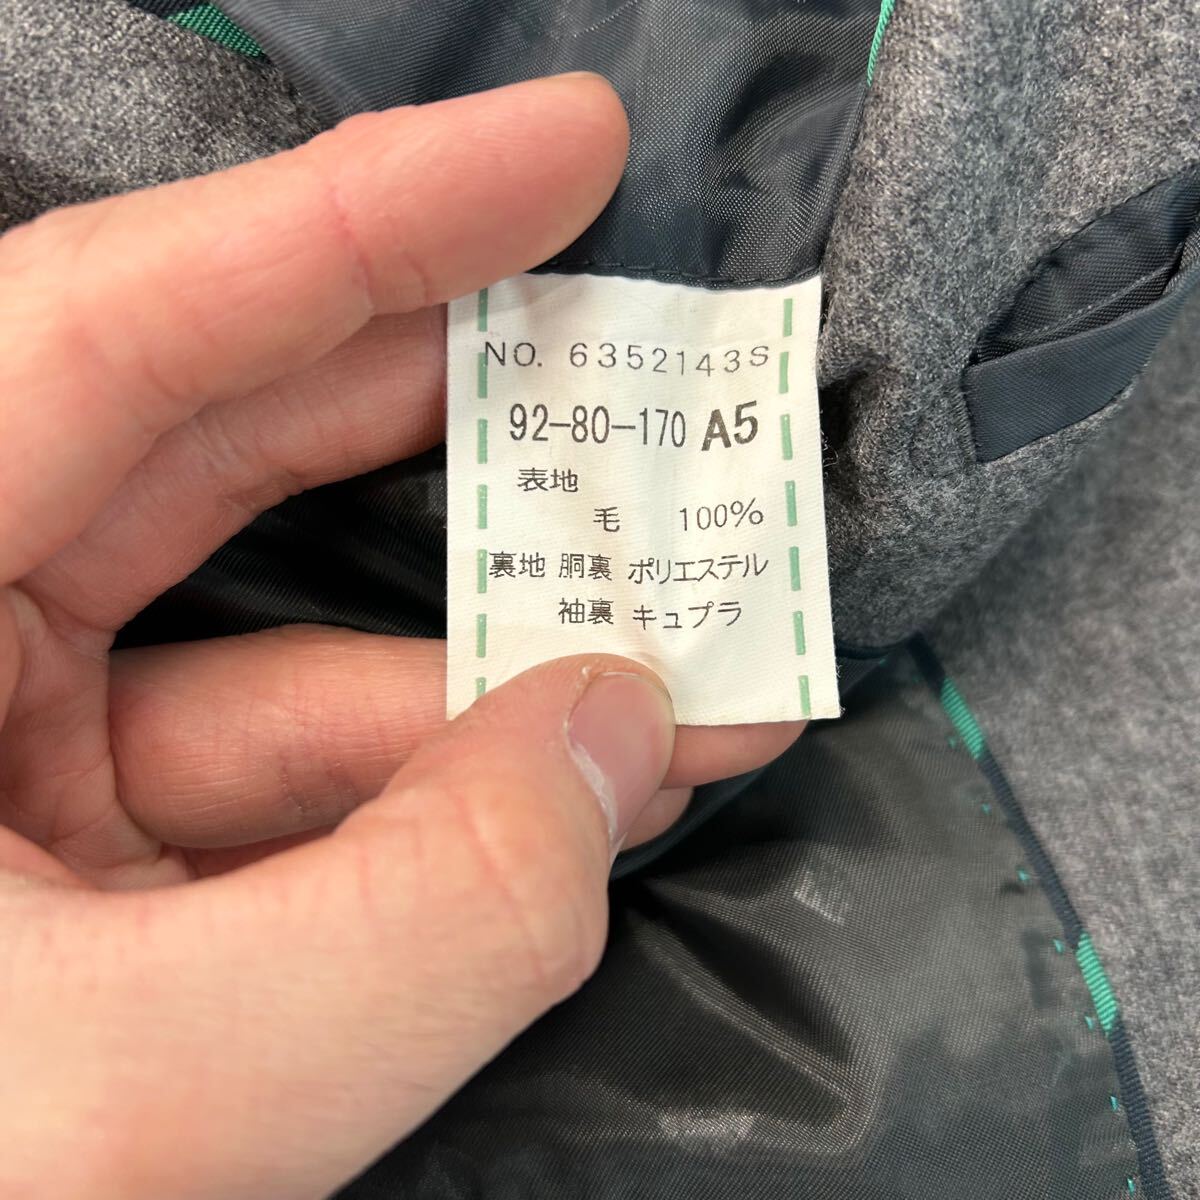 NO. 6352143S
92-80-170 A5
表地
毛 100%
裏地 胴裏 ポリエステル
袖裏 キュプラ